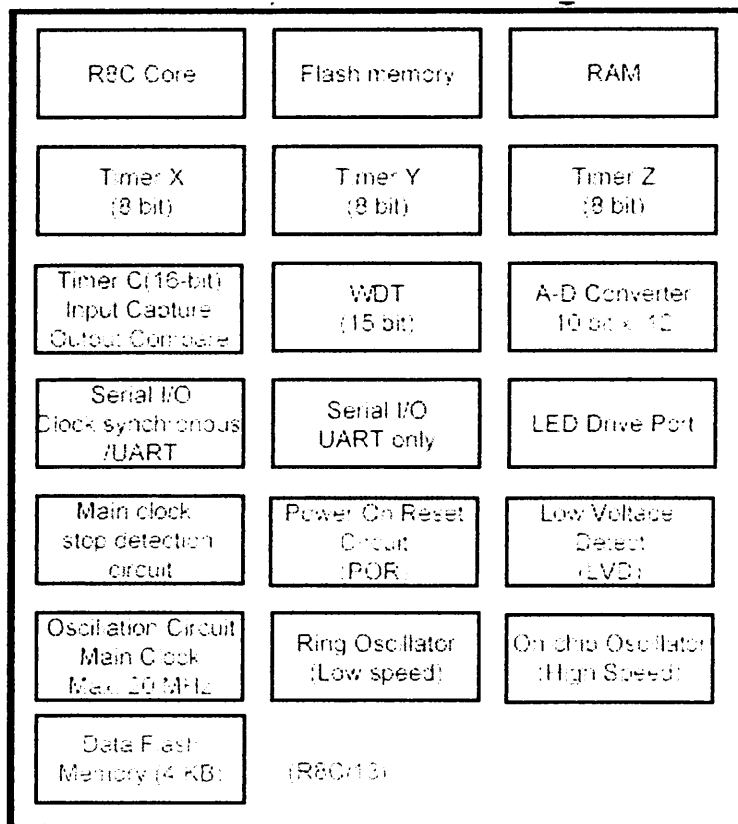 R8C Core
Flash memory
RAM
Timer X
(8 bit)
Timer Y
(8 bit)
Timer Z
(8 bit)
Timer C(16-bit)
Input Capture
Output Compare
WDT
(15 bit)
A-D Converter
10 bit x 12
Serial I/O
Clock synchronous
/UART
Serial I/O
UART only
LED Drive Port
Main clock
stop detection
circuit
Power On Reset
Circuit
(POR)
Low Voltage
Detect
(LVD)
Oscillation Circuit
Main Clock
Max. 20 MHz
Ring Oscillator
(Low speed)
On-chip Oscillator
(High Speed)
Data Flash
Memory (4 KB)
(R8C/13)